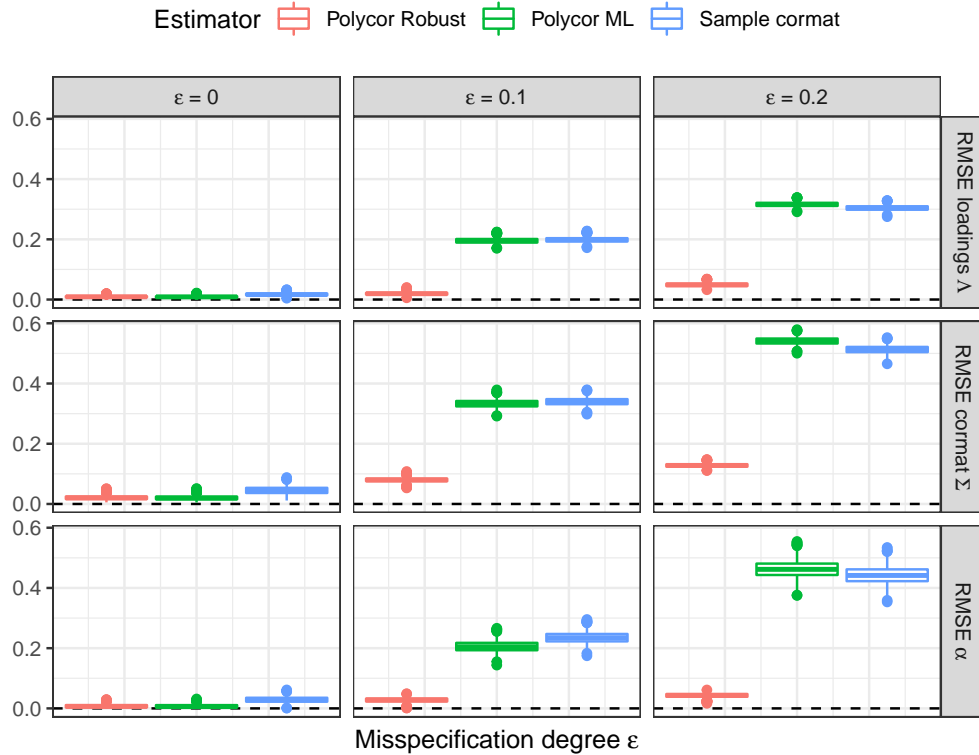 Estimator Polycor Robust Polycor ML Sample cormat
ε = 0 ε = 0.1 ε = 0.2
0.6
0.4
0.2
0.0
RMSE loadings Λ
0.6
0.4
0.2
0.0
RMSE cormat Σ
0.6
0.4
0.2
0.0
RMSE α
Misspecification degree ε